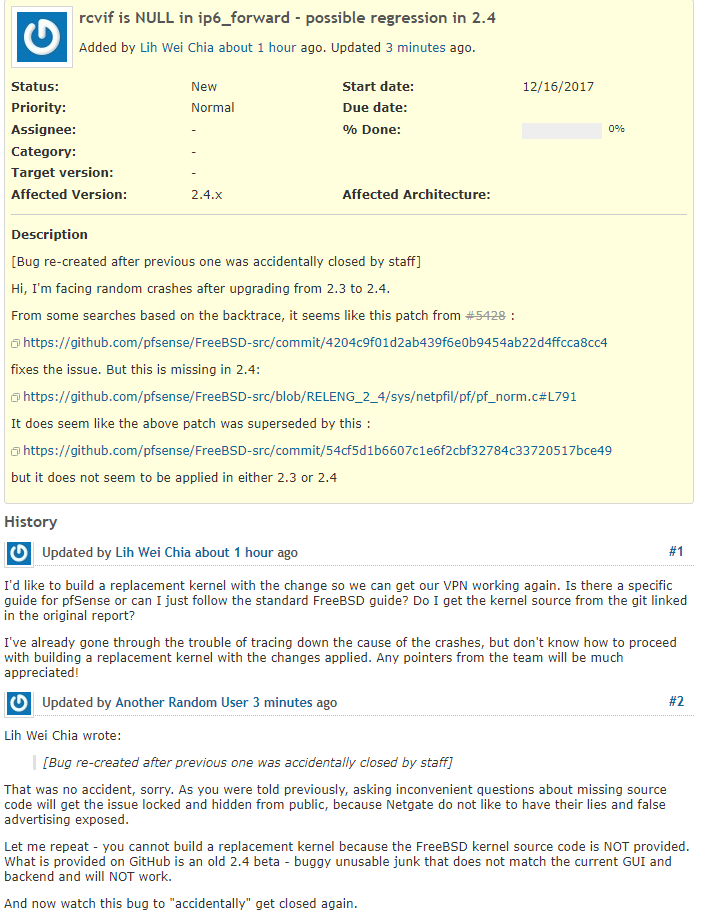 rcvif is NULL in ip6_forward - possible regression in 2.4
Added by Lih Wei Chia about 1 hour ago. Updated 3 minutes ago.
Status: New Start date: 12/16/2017
Priority: Normal Due date:
Assignee: - % Done: 0%
Category: -
Target version: -
Affected Version: 2.4.x Affected Architecture:
Description
[Bug re-created after previous one was accidentally closed by staff]
Hi, I'm facing random crashes after upgrading from 2.3 to 2.4.
From some searches based on the backtrace, it seems like this patch from #5428 :
https://github.com/pfsense/FreeBSD-src/commit/4204c9f01d2ab439f6e0b9454ab22d4ffcca8cc4
fixes the issue. But this is missing in 2.4:
https://github.com/pfsense/FreeBSD-src/blob/RELENG_2_4/sys/netpfil/pf/pf_norm.c#L791
It does seem like the above patch was superseded by this :
https://github.com/pfsense/FreeBSD-src/commit/54cf5d1b6607c1e6f2cbf32784c33720517bce49
but it does not seem to be applied in either 2.3 or 2.4
History
Updated by Lih Wei Chia about 1 hour ago #1
I'd like to build a replacement kernel with the change so we can get our VPN working again. Is there a specific
guide for pfSense or can I just follow the standard FreeBSD guide? Do I get the kernel source from the git linked
in the original report?
I've already gone through the trouble of tracing down the cause of the crashes, but don't know how to proceed
with building a replacement kernel with the changes applied. Any pointers from the team will be much
appreciated!
Updated by Another Random User 3 minutes ago #2
Lih Wei Chia wrote:
[Bug re-created after previous one was accidentally closed by staff]
That was no accident, sorry. As you were told previously, asking inconvenient questions about missing source
code will get the issue locked and hidden from public, because Netgate do not like to have their lies and false
advertising exposed.
Let me repeat - you cannot build a replacement kernel because the FreeBSD kernel source code is NOT provided.
What is provided on GitHub is an old 2.4 beta - buggy unusable junk that does not match the current GUI and
backend and will NOT work.
And now watch this bug to "accidentally" get closed again.